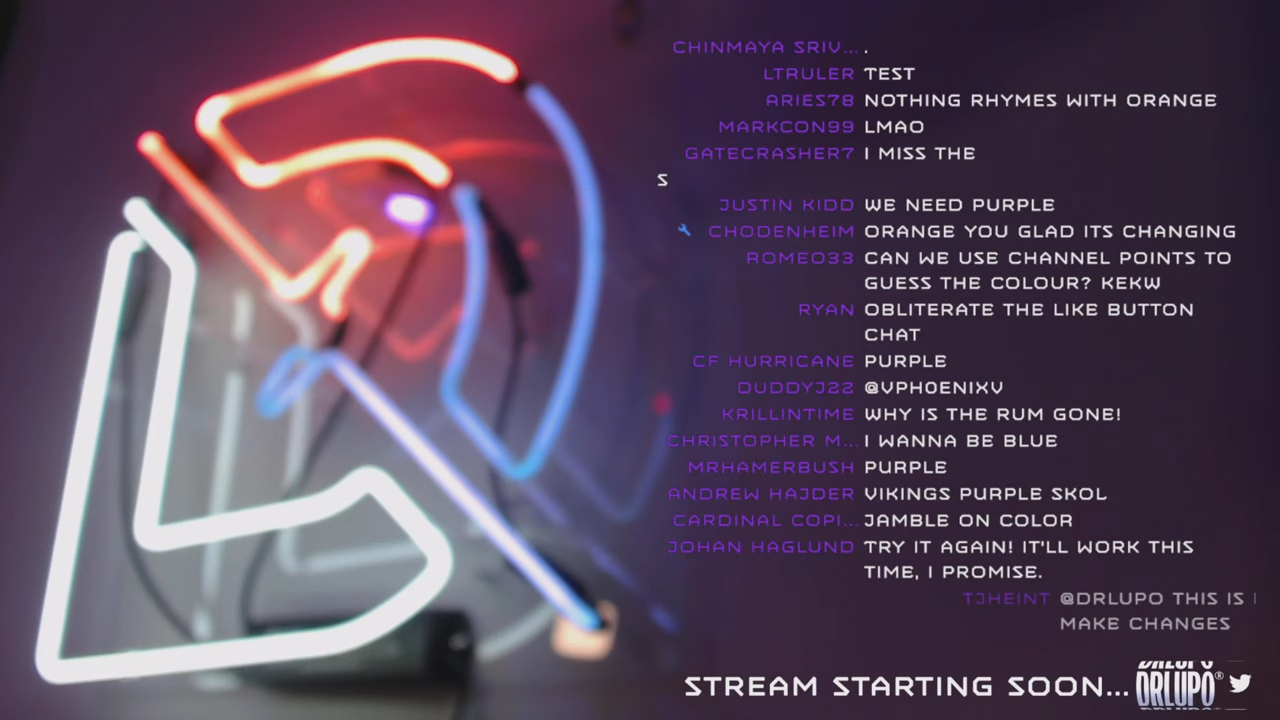 CHINMAYA SRIV... .
LTRULER TEST
ARIES78 NOTHING RHYMES WITH ORANGE
MARKCON99 LMAO
GATECRASHER7 I MISS THE
S
JUSTIN KIDD WE NEED PURPLE
CHODENHEIM ORANGE YOU GLAD ITS CHANGING
ROMEO33 CAN WE USE CHANNEL POINTS TO
GUESS THE COLOUR? KEKW
RYAN OBLITERATE THE LIKE BUTTON
CHAT
CF HURRICANE PURPLE
DUDDYJ22 @VPHOENIXV
KRILLINTIME WHY IS THE RUM GONE!
CHRISTOPHER M... I WANNA BE BLUE
MRHAMERBUSH PURPLE
ANDREW HAJDER VIKINGS PURPLE SKOL
CARDINAL COPI... JAMBLE ON COLOR
JOHAN HAGLUND TRY IT AGAIN! IT'LL WORK THIS
TIME, I PROMISE.
TJHEINT @DRLUPO THIS IS
MAKE CHANGES
STREAM STARTING SOON... DRLUPO®